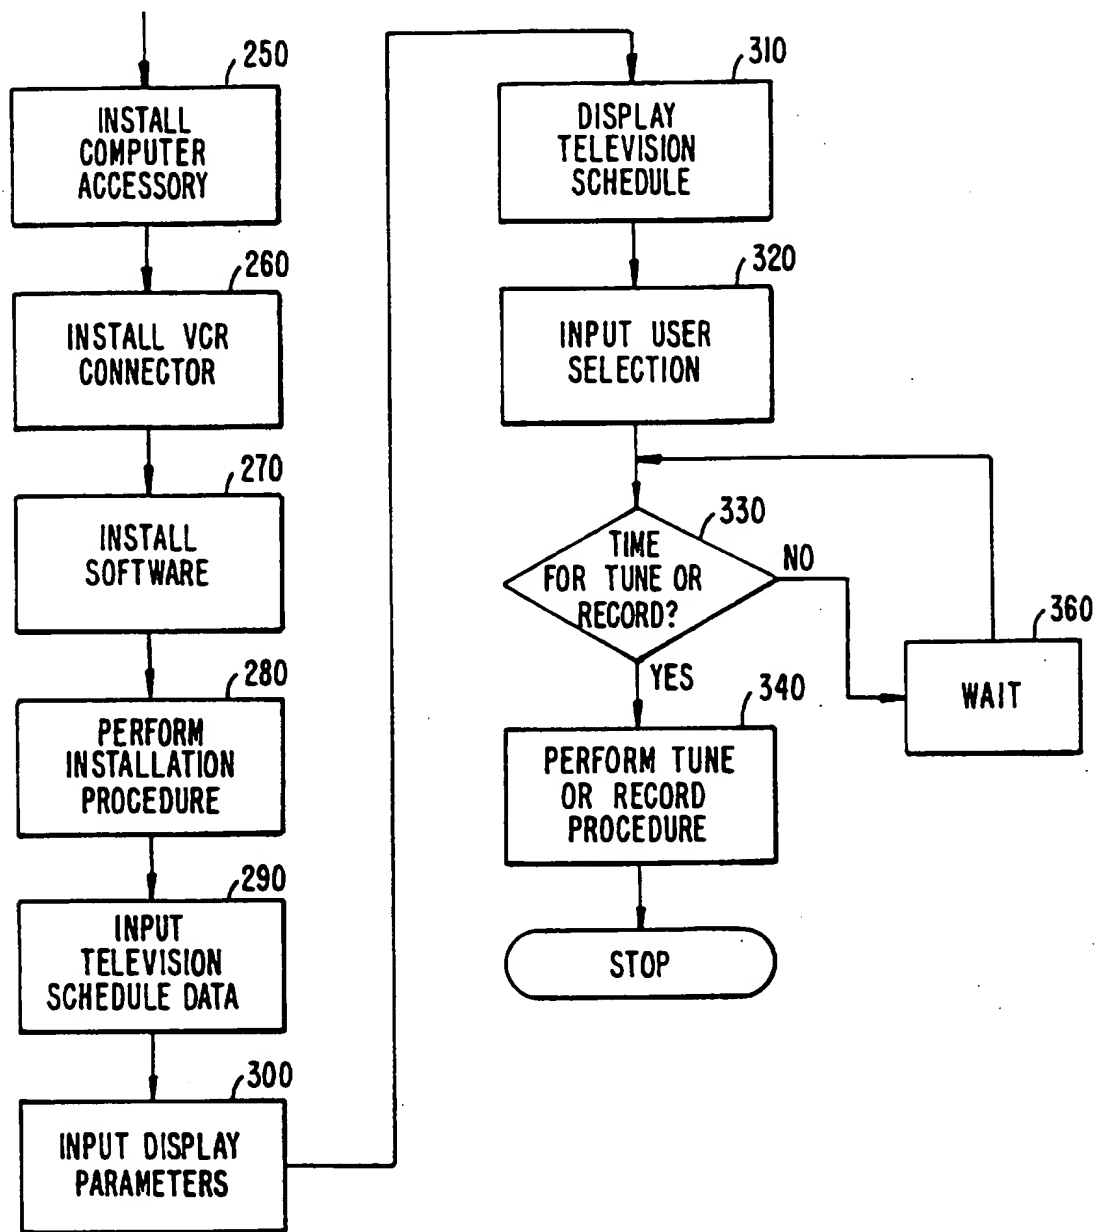 250
INSTALL
COMPUTER
ACCESSORY
260
INSTALL VCR
CONNECTOR
270
INSTALL
SOFTWARE
280
PERFORM
INSTALLATION
PROCEDURE
290
INPUT
TELEVISION
SCHEDULE DATA
300
INPUT DISPLAY
PARAMETERS
310
DISPLAY
TELEVISION
SCHEDULE
320
INPUT USER
SELECTION
330
TIME
FOR TUNE OR
RECORD?
NO
YES
360
WAIT
340
PERFORM TUNE
OR RECORD
PROCEDURE
STOP